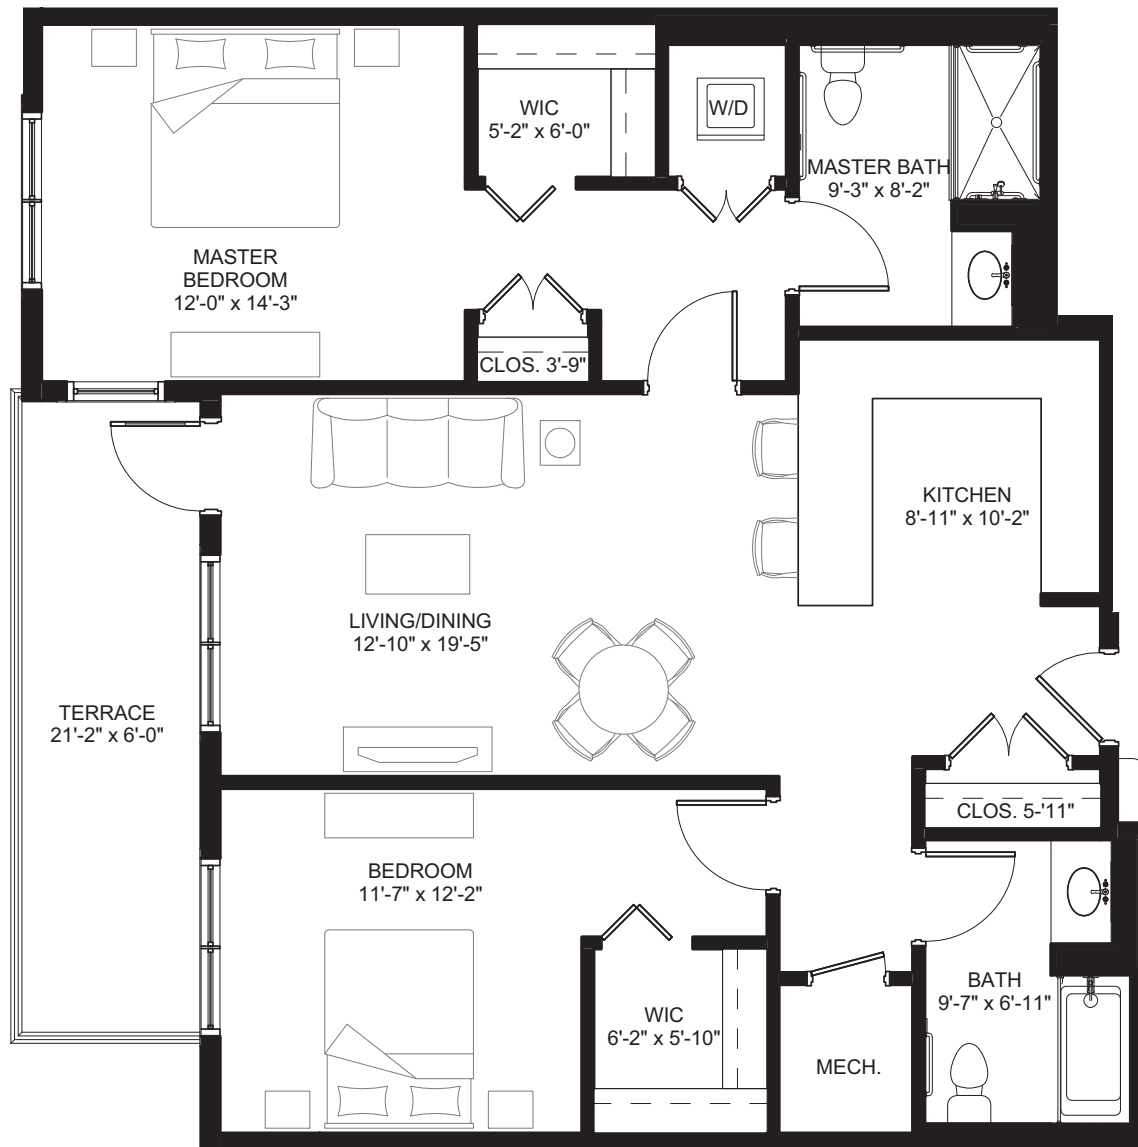 WIC
5'-2" x 6'-0"
W/D
MASTER BATH
9'-3" x 8'-2"
MASTER
BEDROOM
12'-0" x 14'-3"
CLOS. 3'-9"
KITCHEN
8'-11" x 10'-2"
LIVING/DINING
12'-10" x 19'-5"
TERRACE
21'-2" x 6'-0"
CLOS. 5-'11"
BEDROOM
11'-7" x 12'-2"
BATH
9'-7" x 6'-11"
WIC
6'-2" x 5'-10"
MECH.